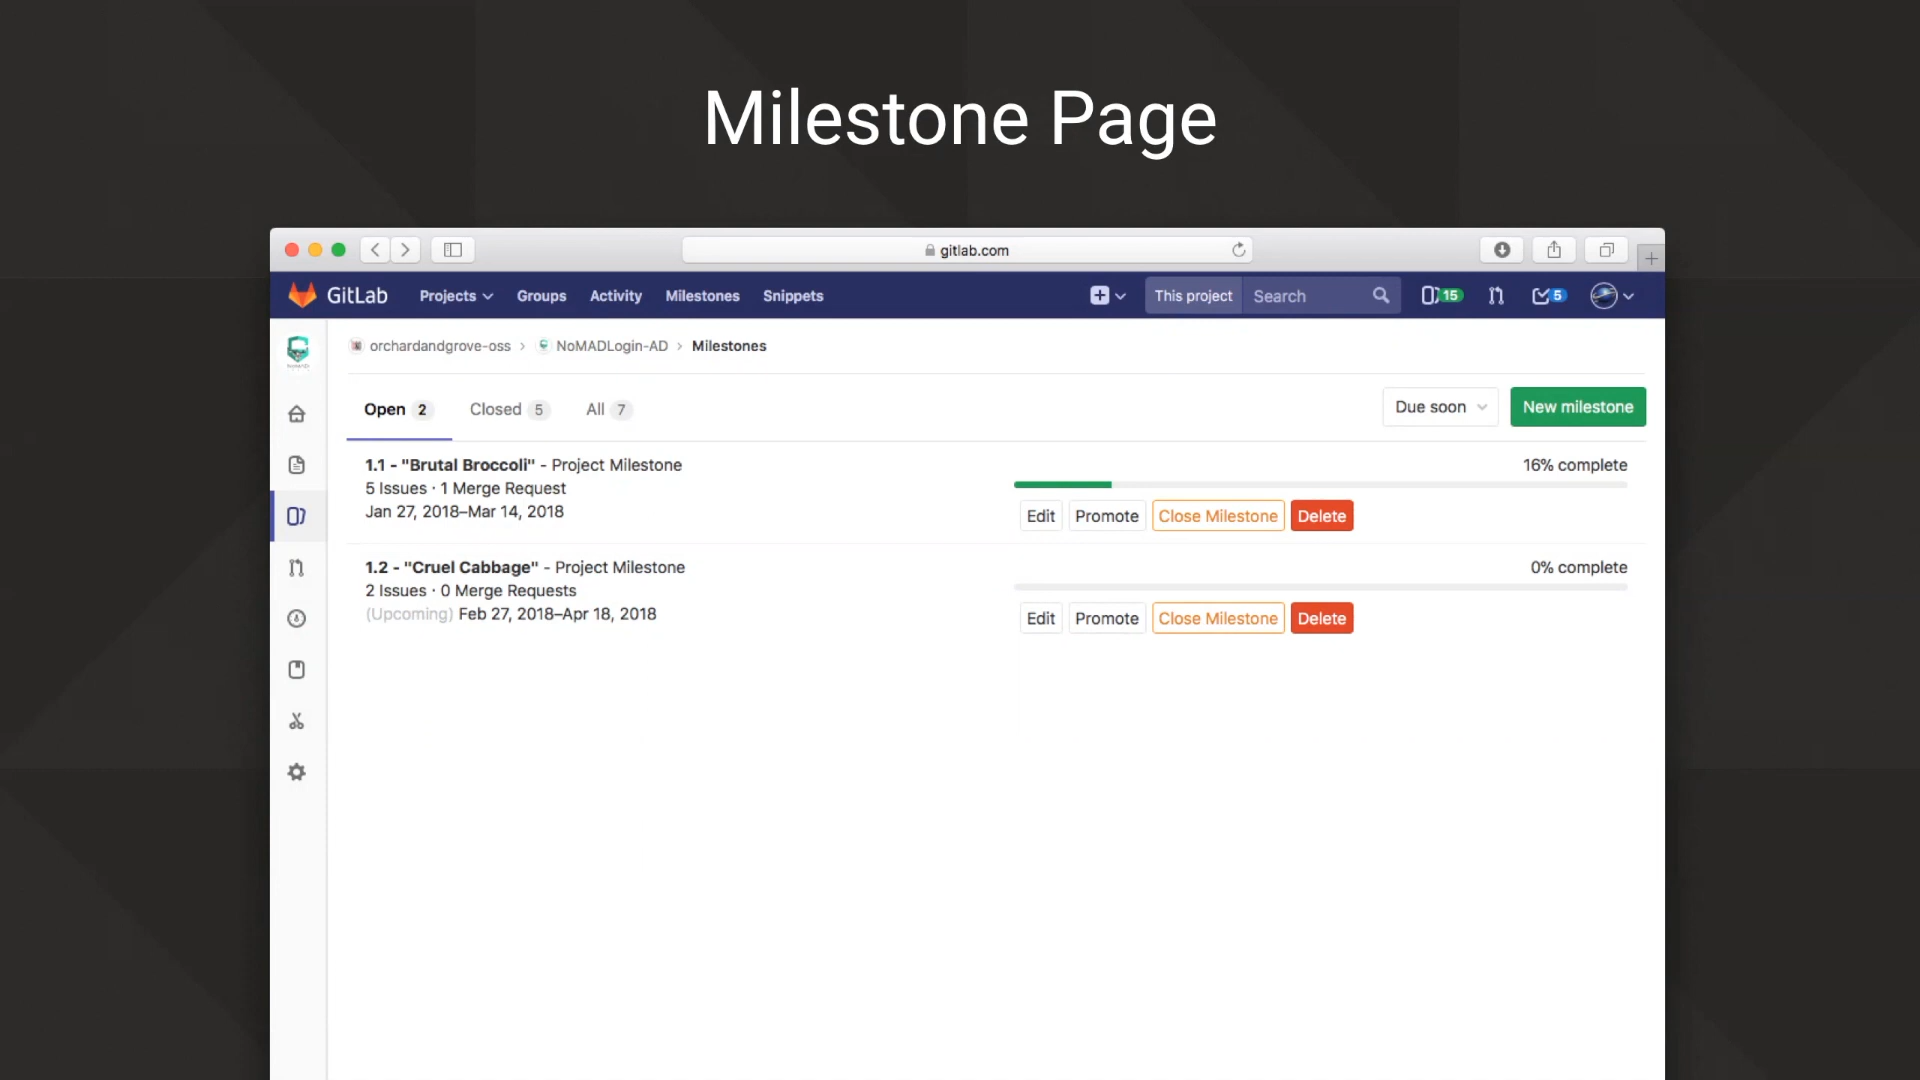 Milestone Page
gitlab.com
GitLab Projects Groups Activity Milestones Snippets This project Search 15 5
orchardandgrove-oss › NoMADLogin-AD › Milestones
Open 2 Closed 5 All 7 Due soon New milestone
1.1 - "Brutal Broccoli" - Project Milestone 16% complete
5 Issues · 1 Merge Request
Jan 27, 2018–Mar 14, 2018 Edit Promote Close Milestone Delete
1.2 - "Cruel Cabbage" - Project Milestone 0% complete
2 Issues · 0 Merge Requests
(Upcoming) Feb 27, 2018–Apr 18, 2018 Edit Promote Close Milestone Delete